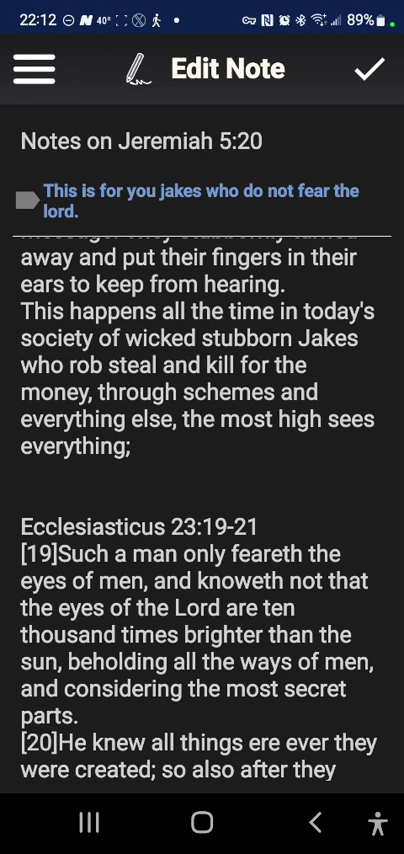 22:12 40° 89%
Edit Note
Notes on Jeremiah 5:20
This is for you jakes who do not fear the
lord.
away and put their fingers in their
ears to keep from hearing.
This happens all the time in today's
society of wicked stubborn Jakes
who rob steal and kill for the
money, through schemes and
everything else, the most high sees
everything;
Ecclesiasticus 23:19-21
[19]Such a man only feareth the
eyes of men, and knoweth not that
the eyes of the Lord are ten
thousand times brighter than the
sun, beholding all the ways of men,
and considering the most secret
parts.
[20]He knew all things ere ever they
were created; so also after they